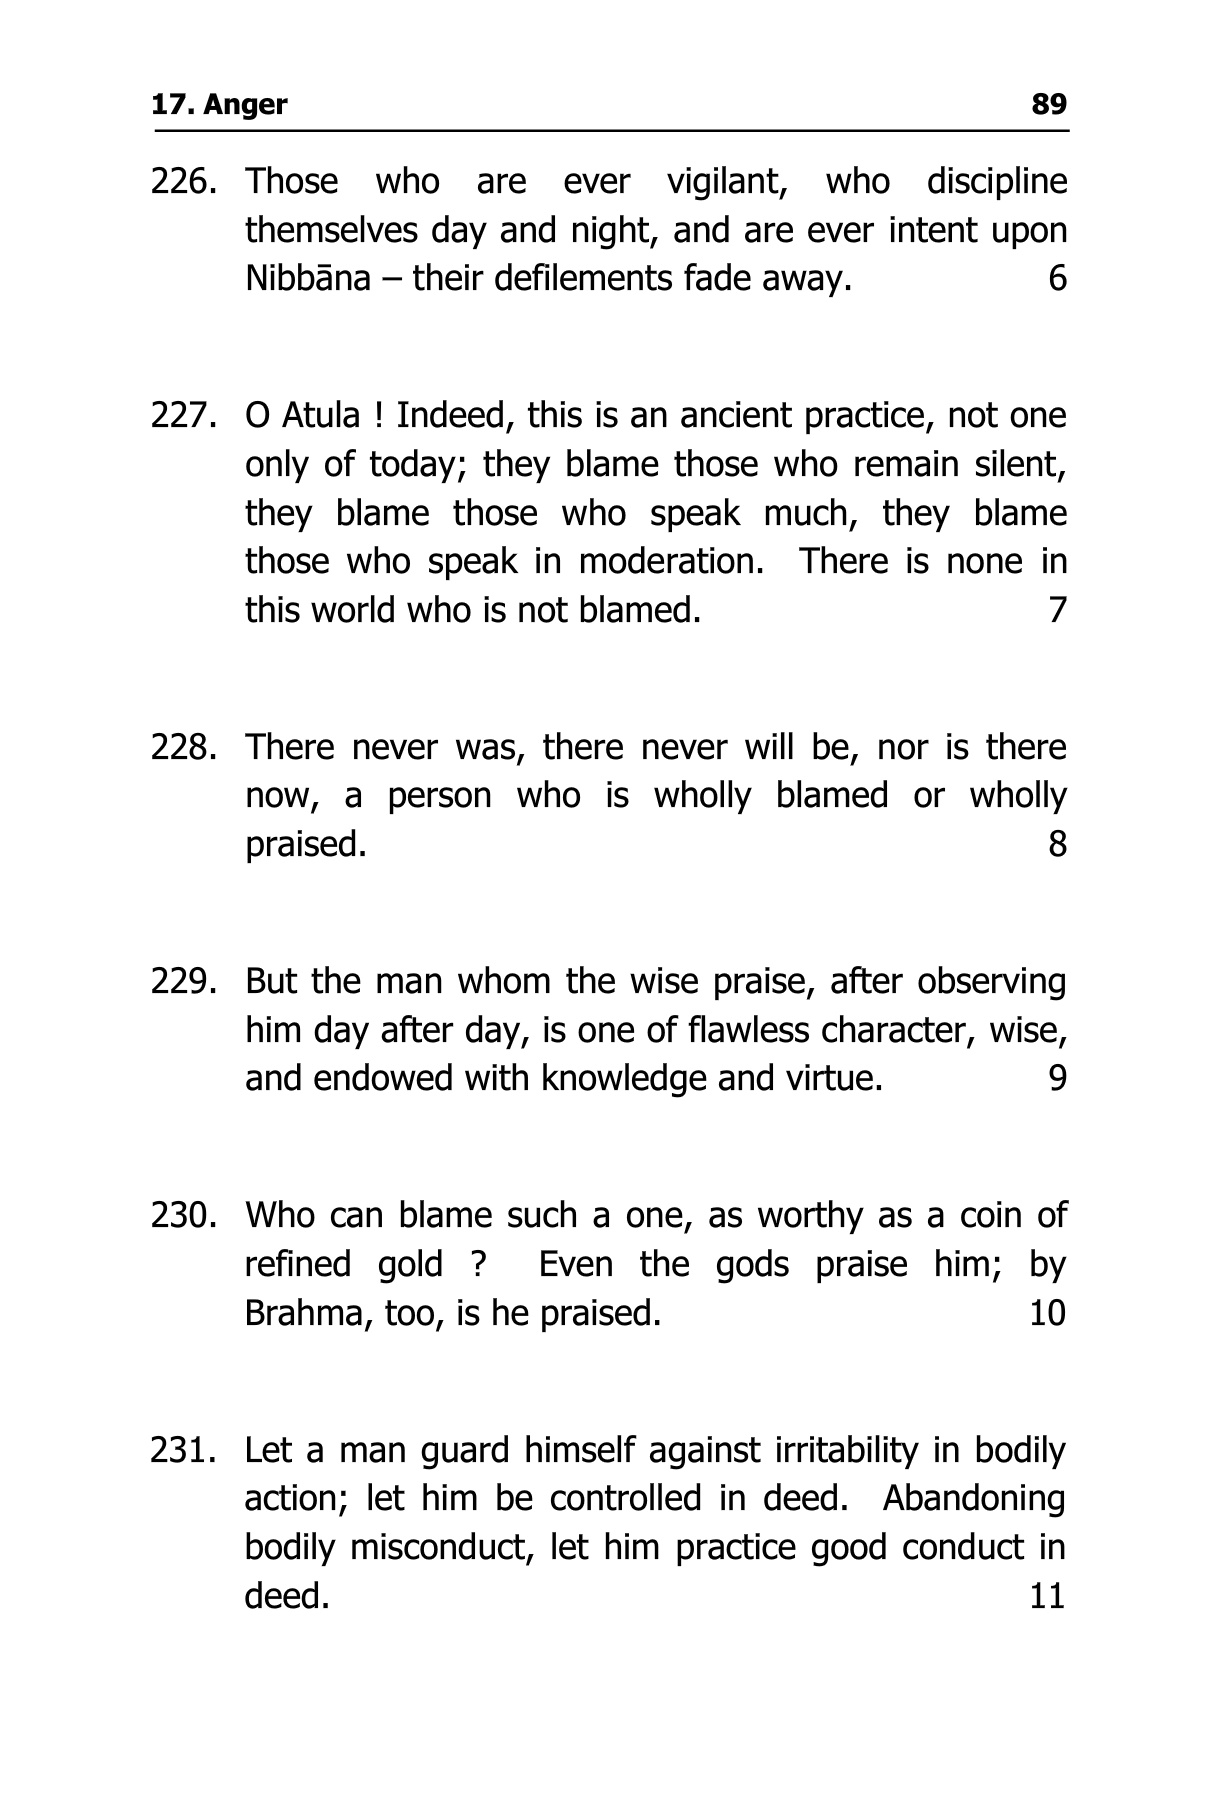 17. Anger 89
226. Those who are ever vigilant, who discipline
themselves day and night, and are ever intent upon
Nibbāna – their defilements fade away. 6
227. O Atula ! Indeed, this is an ancient practice, not one
only of today; they blame those who remain silent,
they blame those who speak much, they blame
those who speak in moderation. There is none in
this world who is not blamed. 7
228. There never was, there never will be, nor is there
now, a person who is wholly blamed or wholly
praised. 8
229. But the man whom the wise praise, after observing
him day after day, is one of flawless character, wise,
and endowed with knowledge and virtue. 9
230. Who can blame such a one, as worthy as a coin of
refined gold ? Even the gods praise him; by
Brahma, too, is he praised. 10
231. Let a man guard himself against irritability in bodily
action; let him be controlled in deed. Abandoning
bodily misconduct, let him practice good conduct in
deed. 11